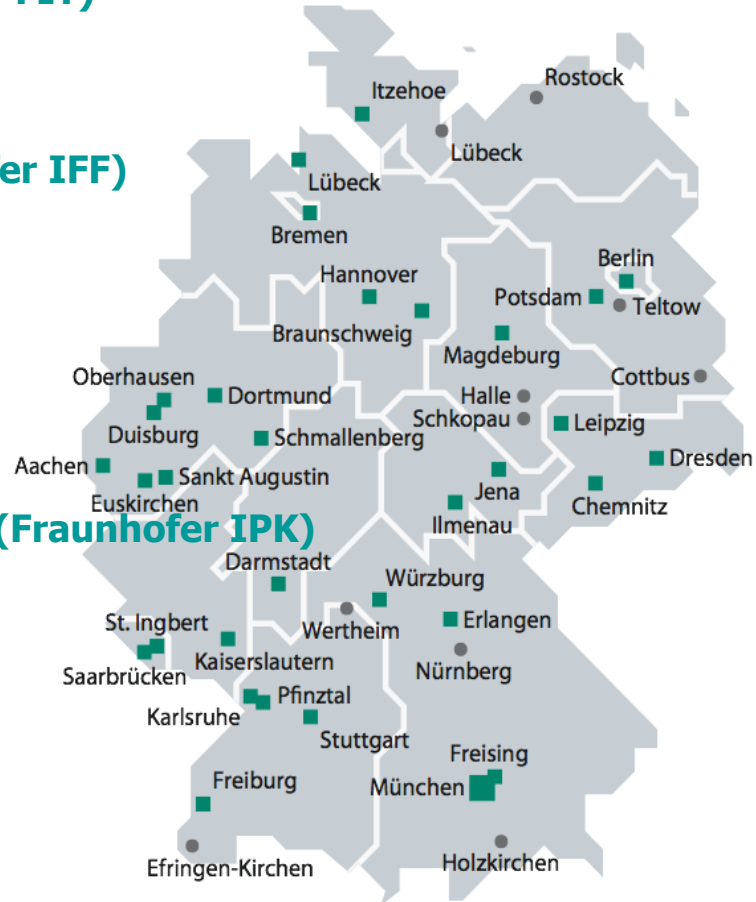 Itzehoe
Rostock
Lübeck
er IFF)
Lübeck
Bremen
Berlin
Hannover
Potsdam
Teltow
Braunschweig
Magdeburg
Oberhausen
Cottbus
Dortmund
Halle
Schkopau
Leipzig
Duisburg
Schmallenberg
Aachen
Dresden
Sankt Augustin
Jena
Euskirchen
Chemnitz
Ilmenau
(Fraunhofer IPK)
Darmstadt
Würzburg
St. Ingbert
Erlangen
Wertheim
Kaiserslautern
Nürnberg
Saarbrücken
Pfinztal
Karlsruhe
Stuttgart
Freising
Freiburg
München
Efringen-Kirchen
Holzkirchen